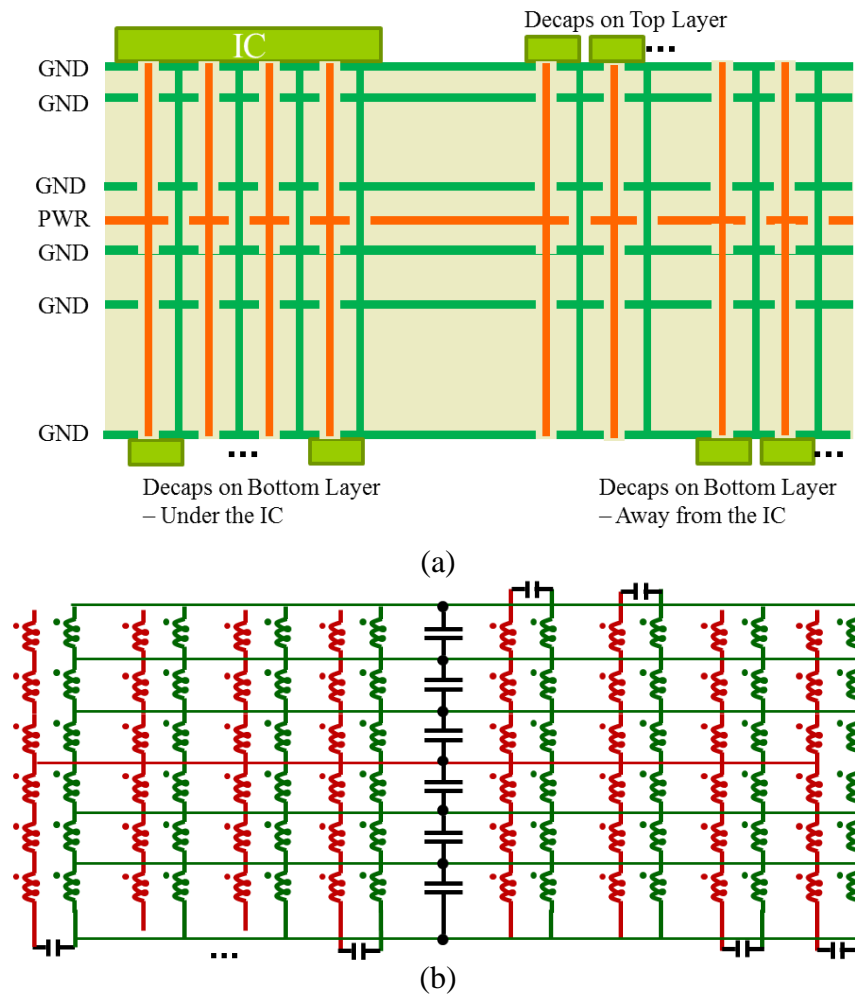 Decaps on Top Layer
IC
...
GND
GND
GND
PWR
GND
GND
GND
...
...
Decaps on Bottom Layer
– Under the IC
Decaps on Bottom Layer
–Away from the IC
(a)
...
(b)